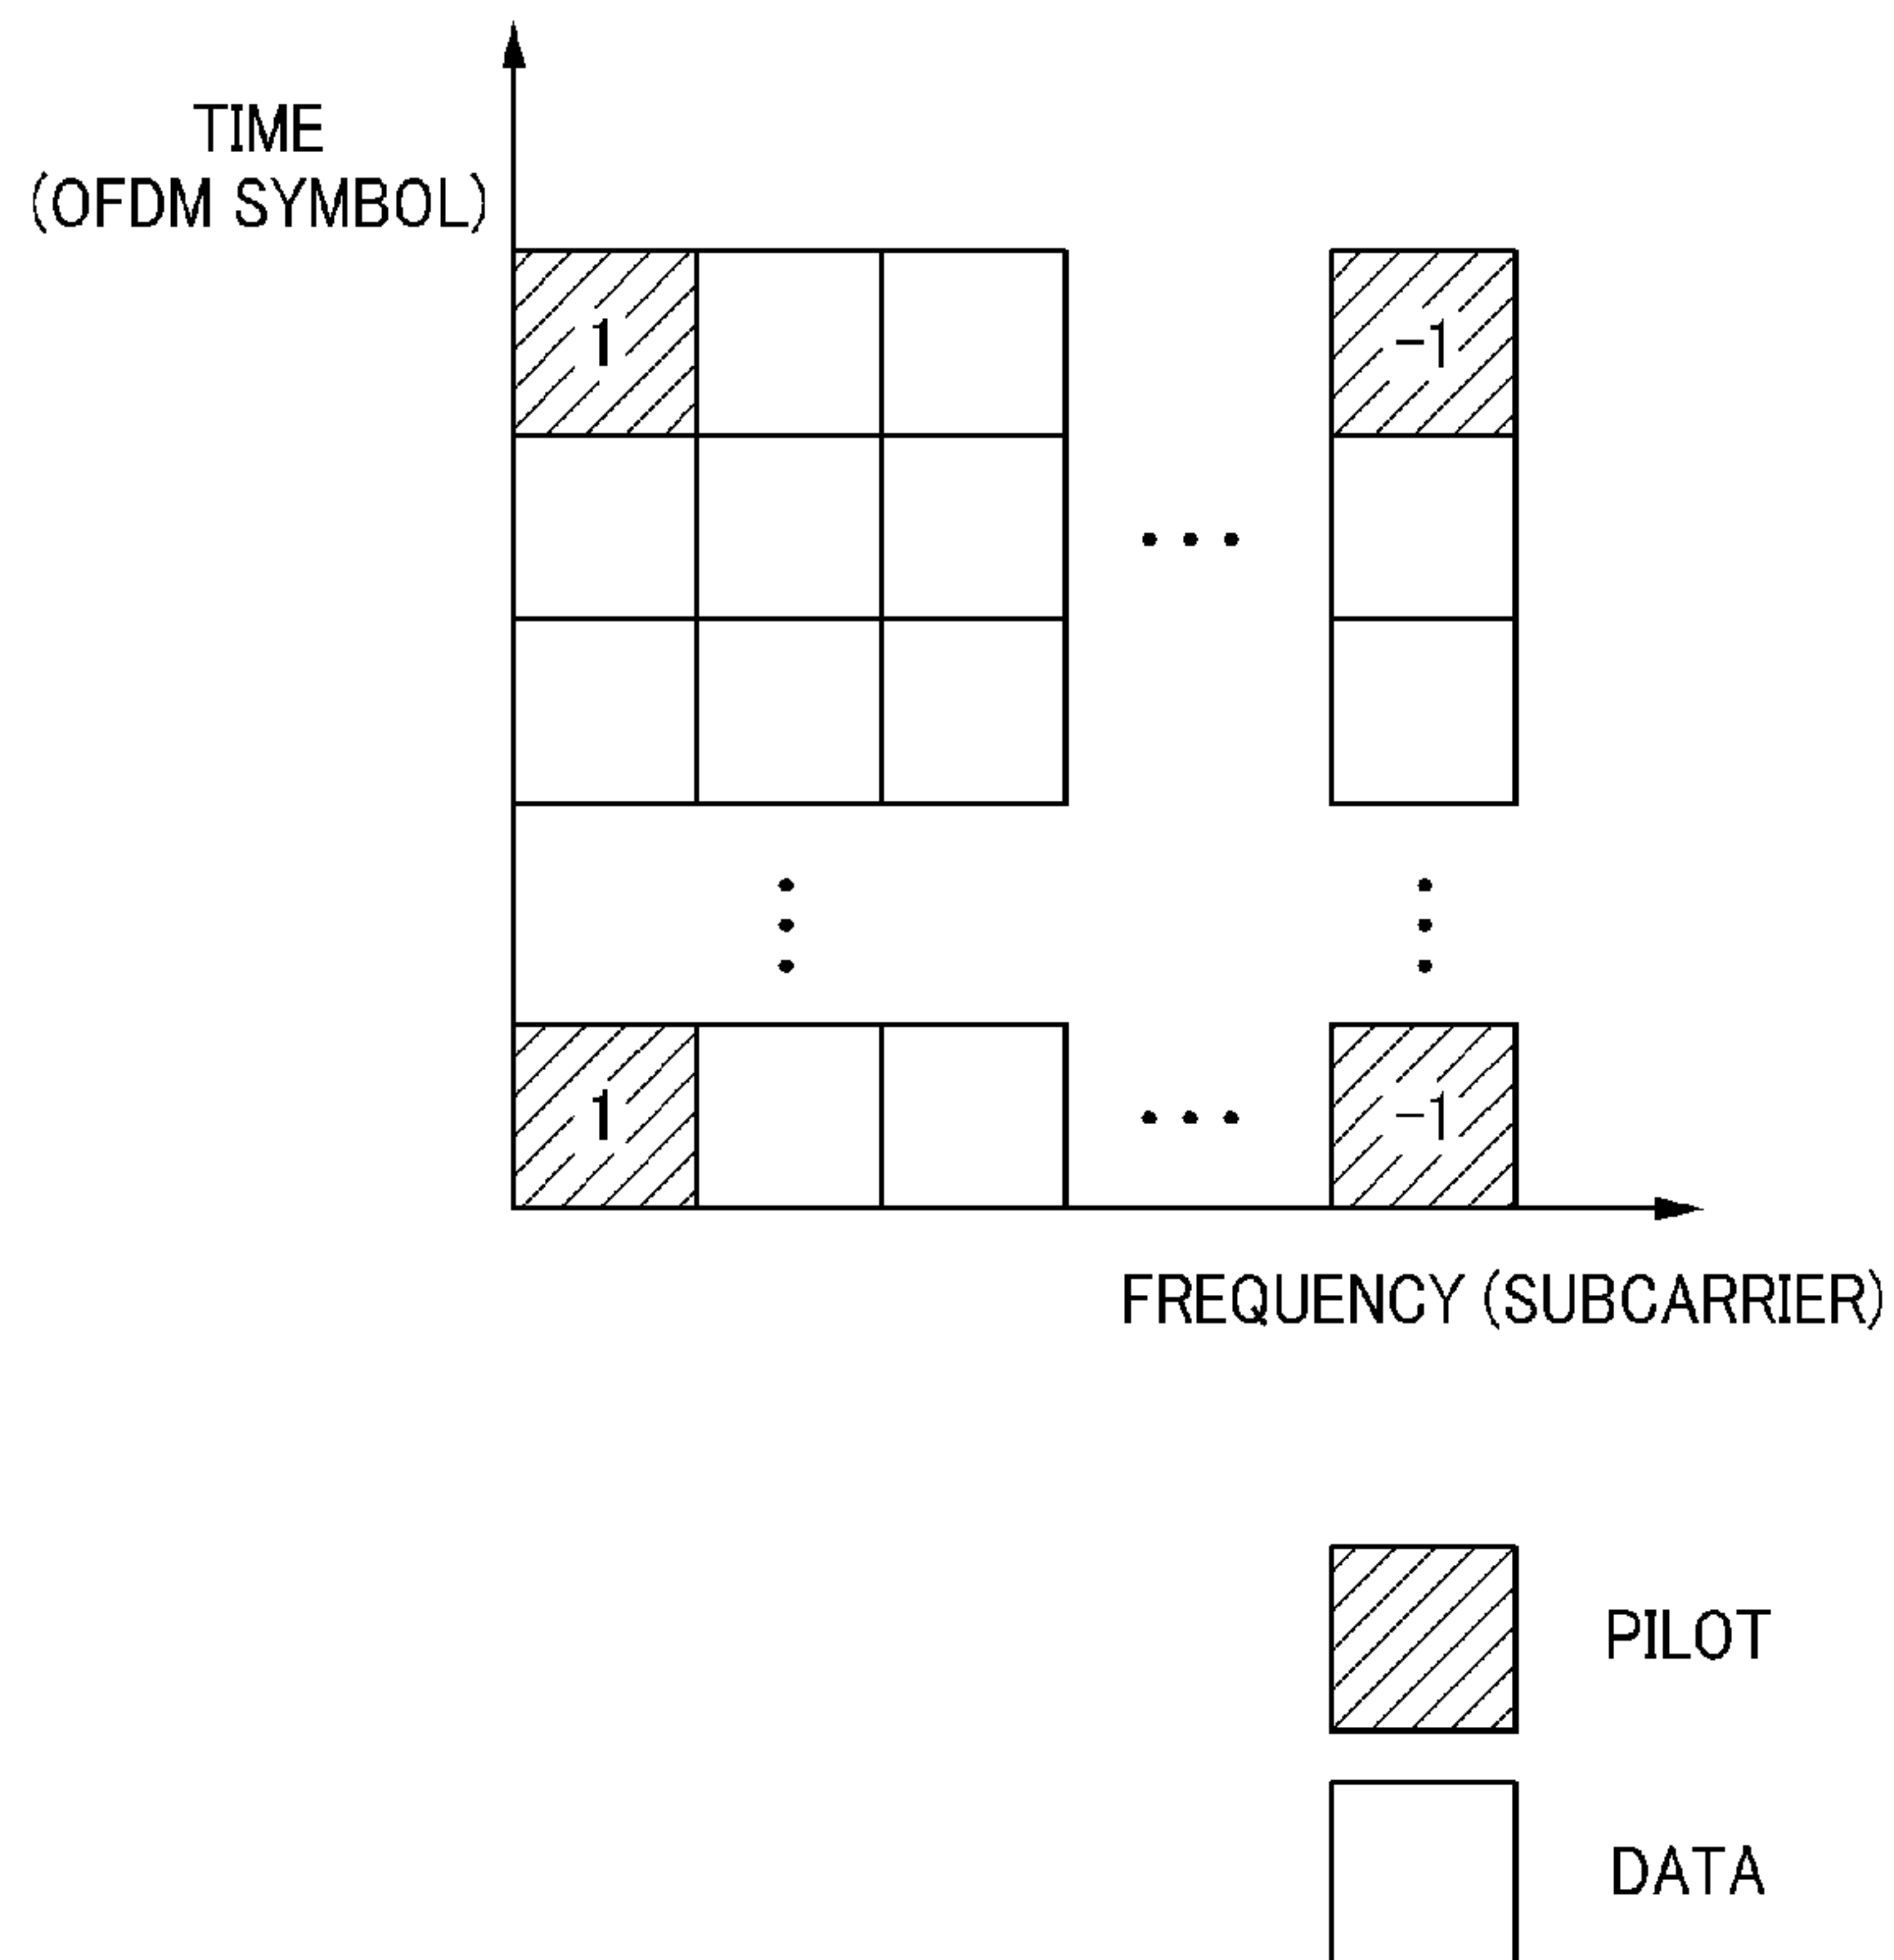 TIME
(OFDM SYMBOL)
1
-1
1
-1
FREQUENCY (SUBCARRIER)
PILOT
DATA